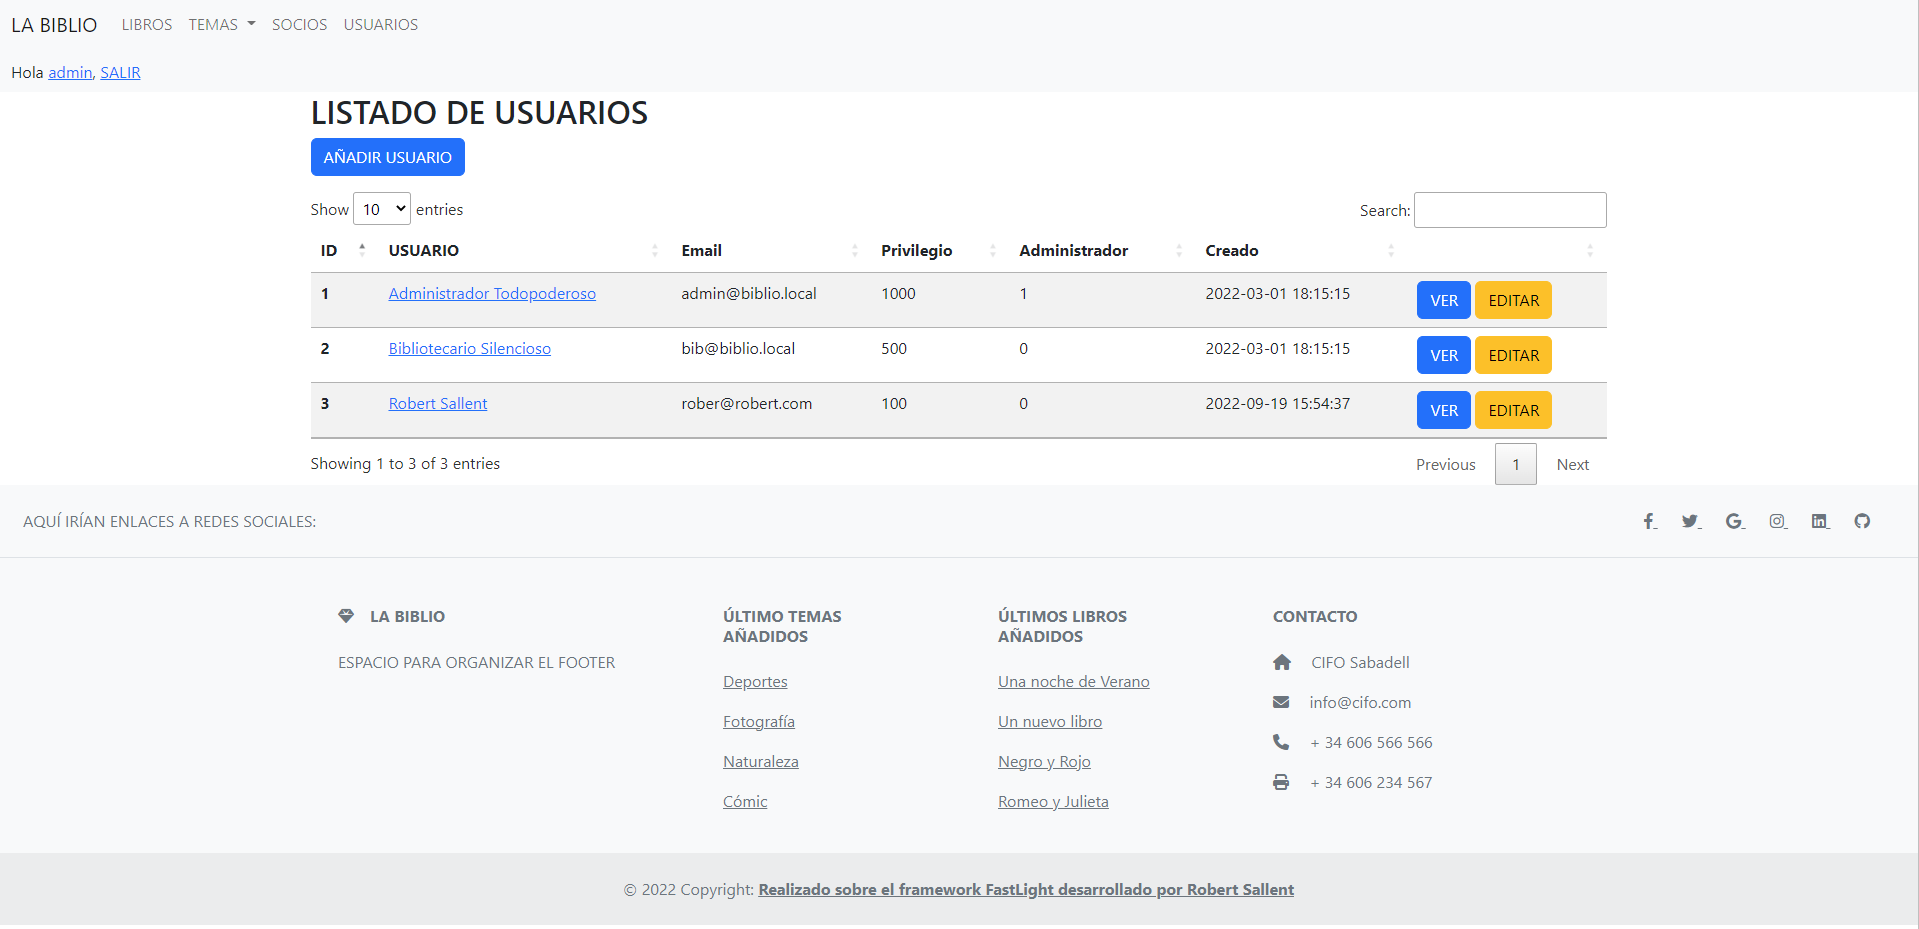 LA BIBLIO LIBROS TEMAS SOCIOS USUARIOS
Hola admin, SALIR
LISTADO DE USUARIOS
AÑADIR USUARIO
Show 10 entries Search:
ID USUARIO Email Privilegio Administrador Creado
1 Administrador Todopoderoso admin@biblio.local 1000 1 2022-03-01 18:15:15 VER EDITAR
2 Bibliotecario Silencioso bib@biblio.local 500 0 2022-03-01 18:15:15 VER EDITAR
3 Robert Sallent rober@robert.com 100 0 2022-09-19 15:54:37 VER EDITAR
Showing 1 to 3 of 3 entries Previous 1 Next
AQUÍ IRÍAN ENLACES A REDES SOCIALES:
LA BIBLIO
ESPACIO PARA ORGANIZAR EL FOOTER
ÚLTIMO TEMAS
AÑADIDOS
Deportes
Fotografía
Naturaleza
Cómic
ÚLTIMOS LIBROS
AÑADIDOS
Una noche de Verano
Un nuevo libro
Negro y Rojo
Romeo y Julieta
CONTACTO
CIFO Sabadell
info@cifo.com
+ 34 606 566 566
+ 34 606 234 567
© 2022 Copyright: Realizado sobre el framework FastLight desarrollado por Robert Sallent